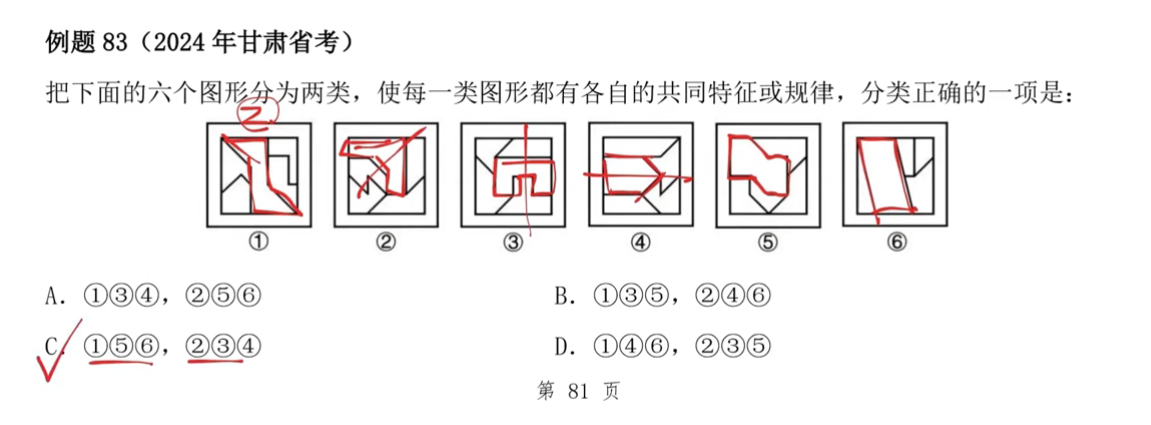 例题 83（2024 年甘肃省考）
把下面的六个图形分为两类，使每一类图形都有各自的共同特征或规律，分类正确的一项是：
2
① ② ③ ④ ⑤ ⑥
A. ①③④，②⑤⑥ B. ①③⑤，②④⑥
C. ①⑤⑥，②③④ D. ①④⑥，②③⑤
第 81 页